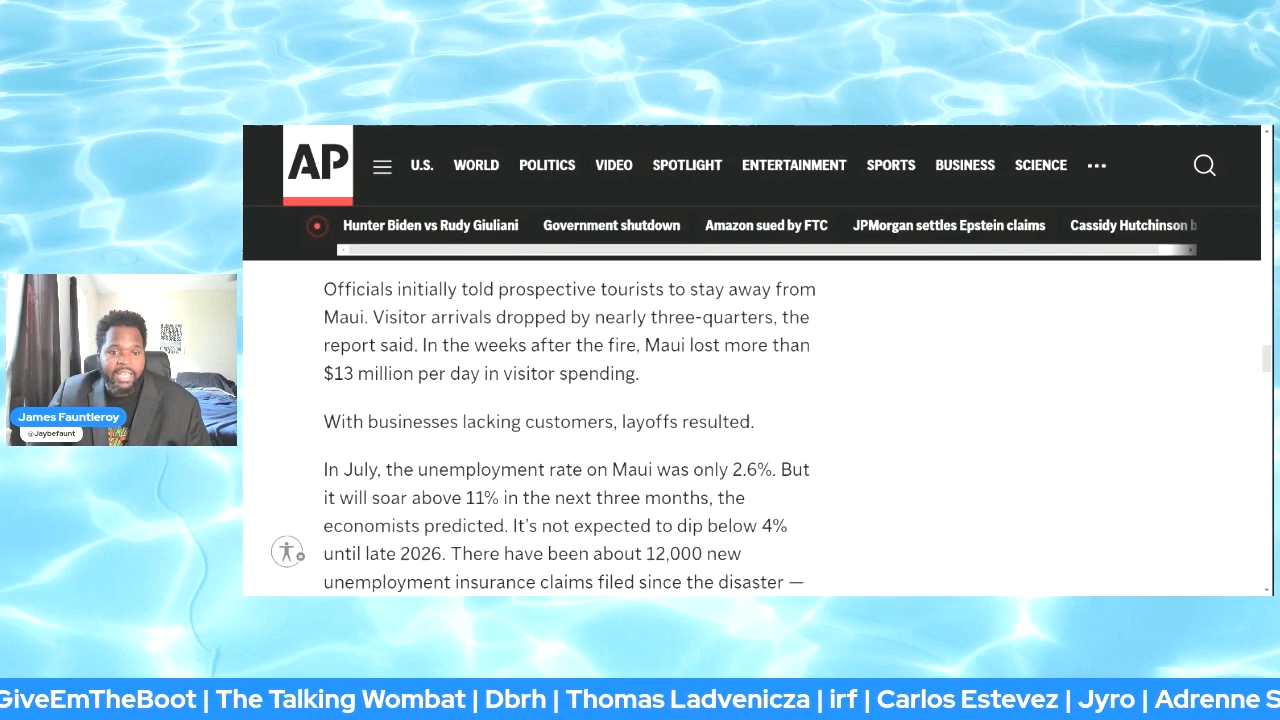 AP
U.S. WORLD POLITICS VIDEO SPOTLIGHT ENTERTAINMENT SPORTS BUSINESS SCIENCE
Hunter Biden vs Rudy Giuliani Government shutdown Amazon sued by FTC JPMorgan settles Epstein claims Cassidy Hutchinson b
Officials initially told prospective tourists to stay away from
Maui. Visitor arrivals dropped by nearly three-quarters, the
report said. In the weeks after the fire, Maui lost more than
$13 million per day in visitor spending.
With businesses lacking customers, layoffs resulted.
In July, the unemployment rate on Maui was only 2.6%. But
it will soar above 11% in the next three months, the
economists predicted. It's not expected to dip below 4%
until late 2026. There have been about 12,000 new
unemployment insurance claims filed since the disaster —
James Fauntleroy
@Jaybefaunt
GiveEmTheBoot | The Talking Wombat | Dbrh | Thomas Ladvenicza | irf | Carlos Estevez | Jyro | Adrenne S